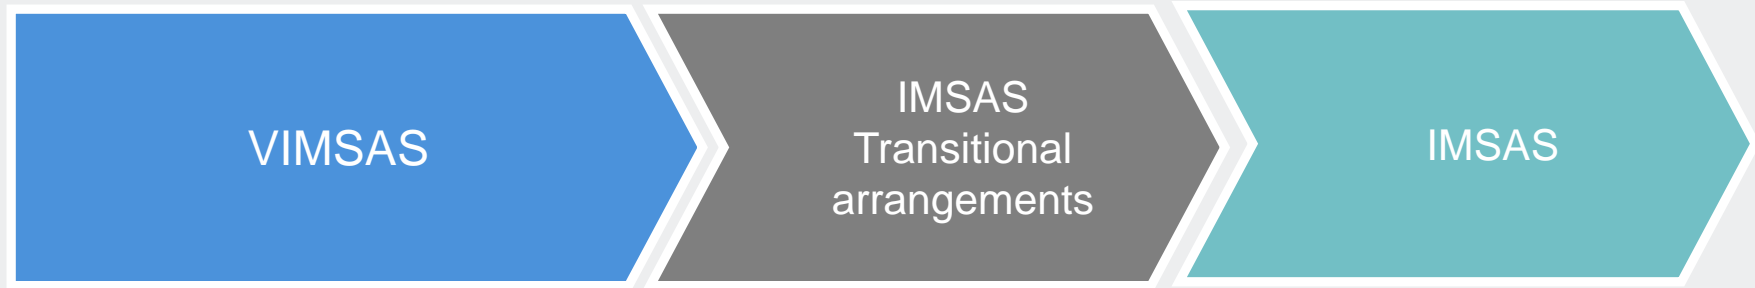 VIMSAS
IMSAS
Transitional
arrangements
IMSAS